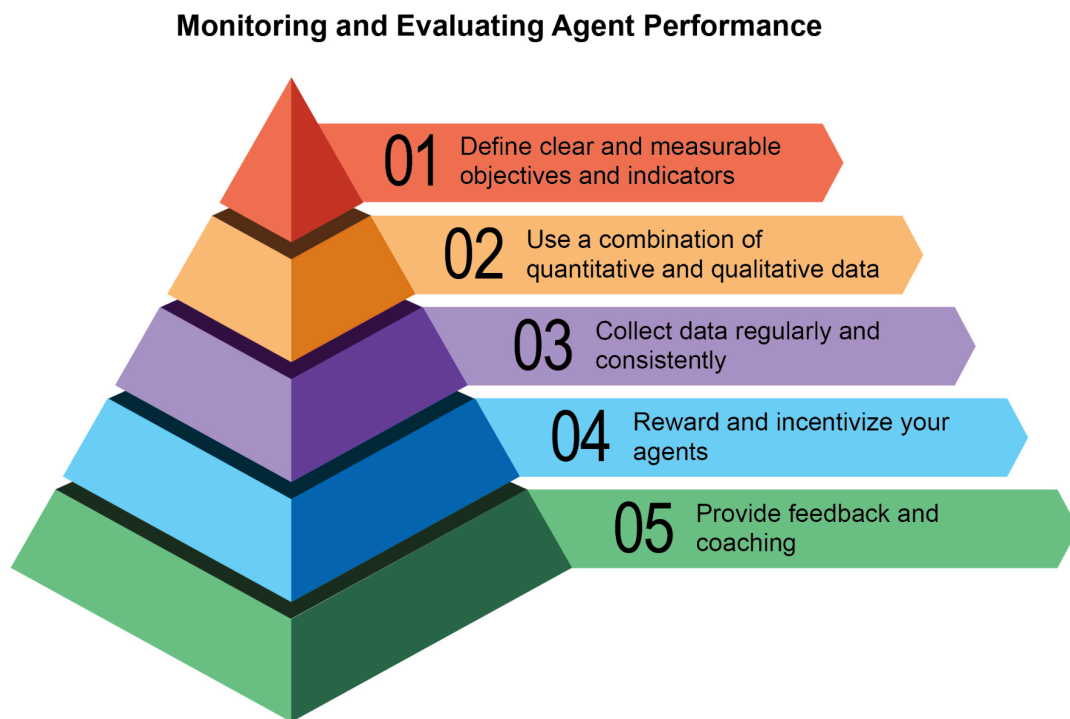 Monitoring and Evaluating Agent Performance
01 Define clear and measurable
objectives and indicators
02 Use a combination of
quantitative and qualitative data
03 Collect data regularly and
consistently
04 Reward and incentivize your
agents
05 Provide feedback and
coaching